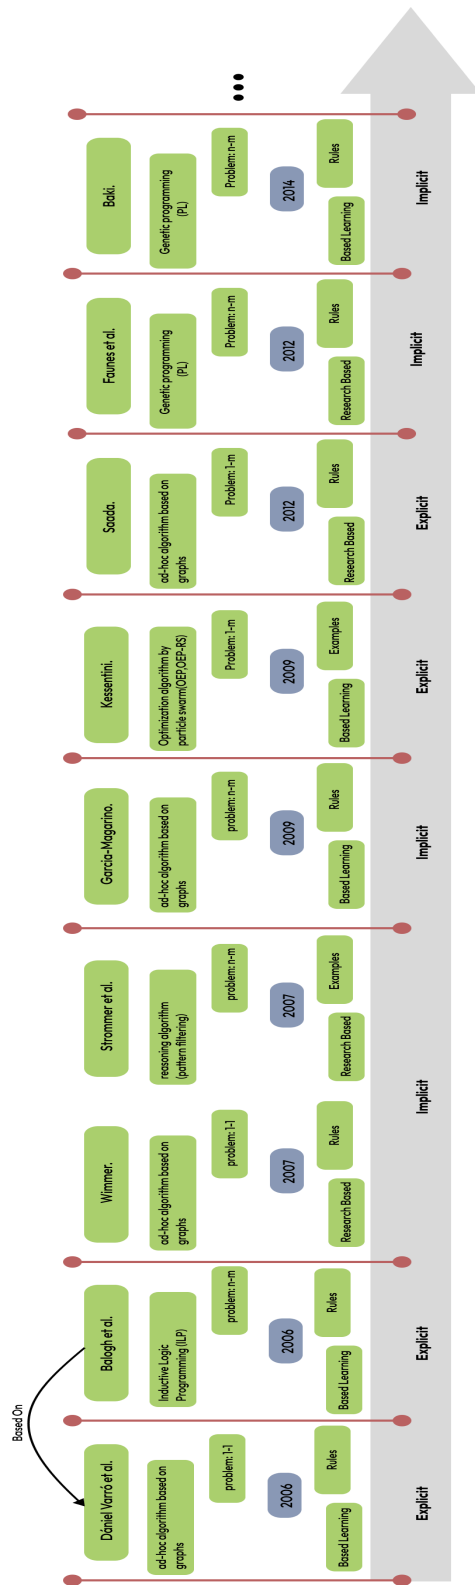 Based On
Dániel Varró et al.
ad-hoc algorithm based on
graphs
problem: 1-1
2006
Rules
Based Learning
Explicit
Balogh et al.
Inductive Logic
Programming (ILP)
problem: n-m
2006
Rules
Based Learning
Explicit
Wimmer.
ad-hoc algorithm based on
graphs
problem: 1-1
2007
Rules
Research Based
Strommer et al.
reasoning algorithm
(pattern filtering)
problem: n-m
2007
Examples
Research Based
Implicit
Garcia-Magarino.
ad-hoc algorithm based on
graphs
problem: n-m
2009
Rules
Based Learning
Implicit
Kessentini.
Optimization algorithm by
particle swarm(OEP,OEP-RS)
Problem: 1-m
2009
Examples
Based Learning
Explicit
Saada.
ad-hoc algorithm based on
graphs
Problem: 1-m
2012
Rules
Research Based
Explicit
Faunes et al.
Genetic programming
(PL)
Problem: n-m
2012
Rules
Research Based
Implicit
Baki.
Genetic programming
(PL)
Problem: n-m
2014
Rules
Based Learning
Implicit
...